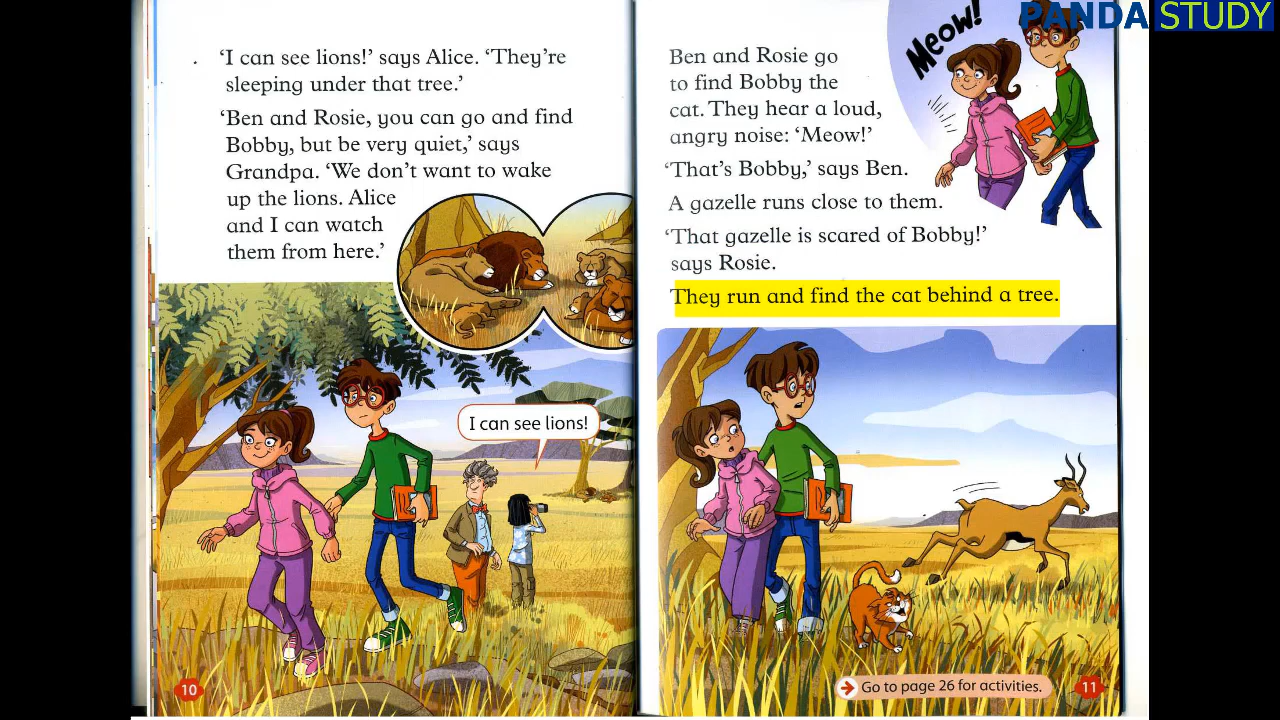 ‘I can see lions!’ says Alice. ‘They’re
sleeping under that tree.’
‘Ben and Rosie, you can go and find
Bobby, but be very quiet,’ says
Grandpa. ‘We don’t want to wake
up the lions. Alice
and I can watch
them from here.’
I can see lions!
10
Meow!
PANDA STUDY
Ben and Rosie go
to find Bobby the
cat. They hear a loud,
angry noise: ‘Meow!’
‘That’s Bobby,’ says Ben.
A gazelle runs close to them.
‘That gazelle is scared of Bobby!’
says Rosie.
They run and find the cat behind a tree.
Go to page 26 for activities.
11